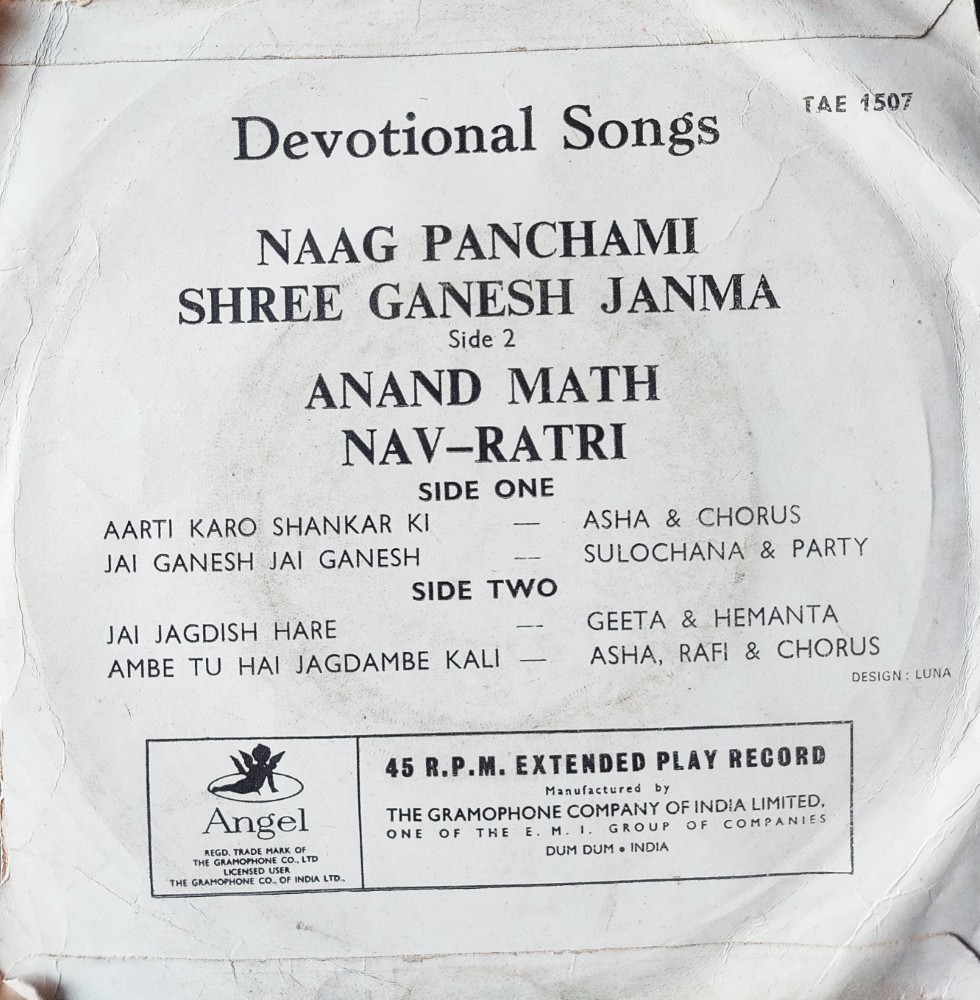 TAE 1507
Devotional Songs
NAAG PANCHAMI
SHREE GANESH JANMA
Side 2
ANAND MATH
NAV–RATRI
SIDE ONE
AARTI KARO SHANKAR KI — ASHA & CHORUS
JAI GANESH JAI GANESH — SULOCHANA & PARTY
SIDE TWO
JAI JAGDISH HARE — GEETA & HEMANTA
AMBE TU HAI JAGDAMBE KALI — ASHA, RAFI & CHORUS
DESIGN : LUNA
Angel
REGD. TRADE MARK OF
THE GRAMOPHONE CO., LTD
LICENSED USER
THE GRAMOPHONE CO., OF INDIA LTD.,
45 R.P.M. EXTENDED PLAY RECORD
Manufactured by
THE GRAMOPHONE COMPANY OF INDIA LIMITED,
ONE OF THE E. M. I. GROUP OF COMPANIES
DUM DUM • INDIA